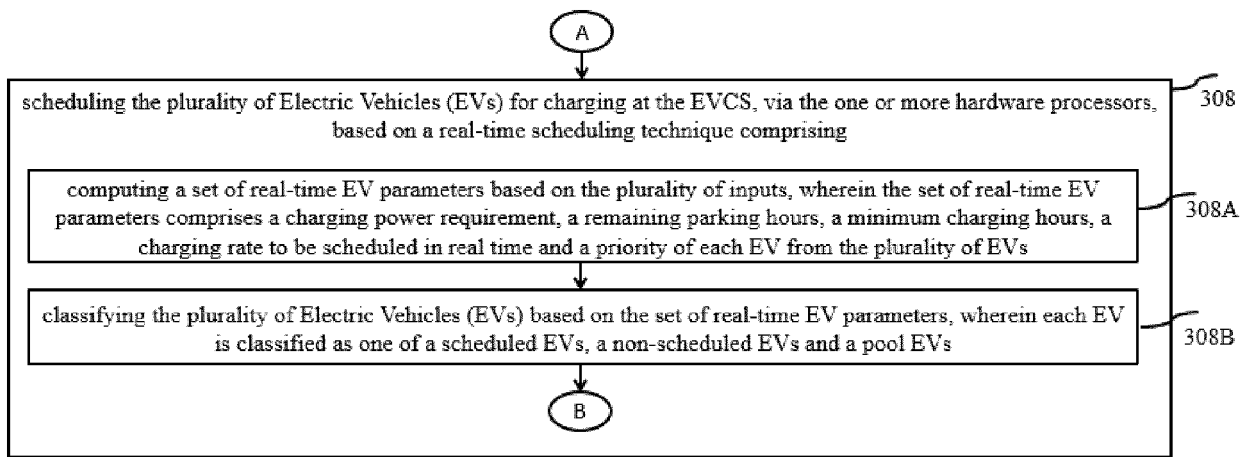 A
scheduling the plurality of Electric Vehicles (EVs) for charging at the EVCS, via the one or more hardware processors,
based on a real-time scheduling technique comprising
308
computing a set of real-time EV parameters based on the plurality of inputs, wherein the set of real-time EV
parameters comprises a charging power requirement, a remaining parking hours, a minimum charging hours, a
charging rate to be scheduled in real time and a priority of each EV from the plurality of EVs
308A
classifying the plurality of Electric Vehicles (EVs) based on the set of real-time EV parameters, wherein each EV
is classified as one of a scheduled EVs, a non-scheduled EVs and a pool EVs
308B
B